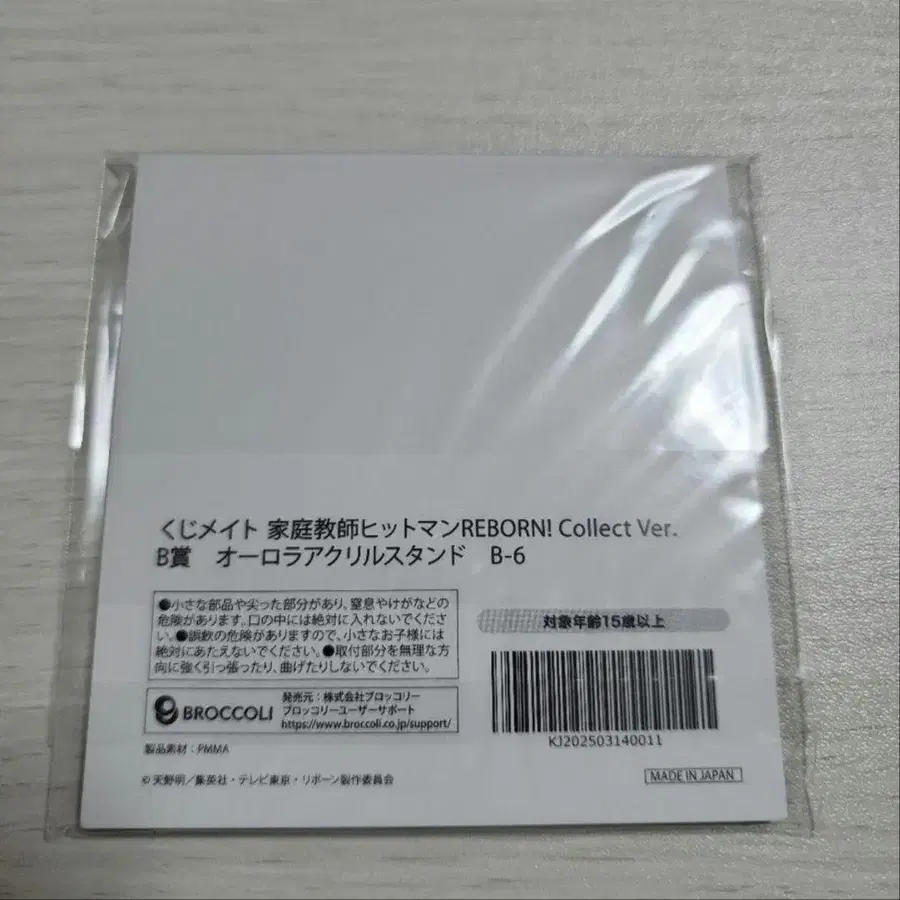 くじメイト 家庭教師ヒットマンREBORN! Collect Ver.
B賞　オーロラアクリルスタンド　B-6
●小さな部品や尖った部分があり、窒息やけがなどの
危険があります。口の中には絶対に入れないでくださ
い。●誤飲の危険がありますので、小さなお子様には
絶対にあたえないでください。●取付部分を無理な方
向に強く引っ張ったり、曲げたりしないでください。
対象年齢15歳以上
BROCCOLI
発売元：株式会社ブロッコリー
ブロッコリーユーザーサポート
https://www.broccoli.co.jp/support/
KJ202503140011
製品素材：PMMA
© 天野明／集英社・テレビ東京・リボーン製作委員会
MADE IN JAPAN